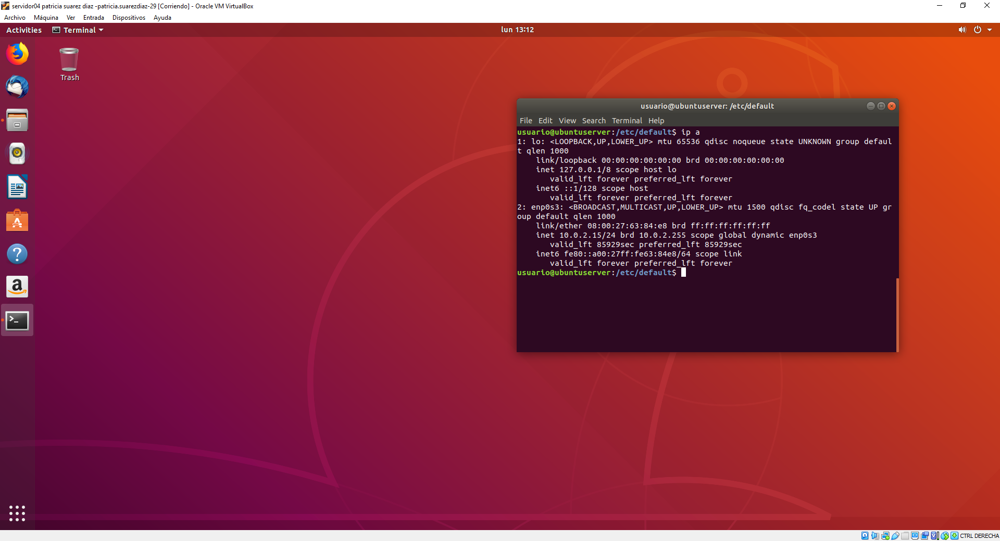 servidor04 patricia suarez diaz -patricia.suarezdiaz-29 [Corriendo] - Oracle VM VirtualBox
Archivo Máquina Ver Entrada Dispositivos Ayuda
Activities Terminal lun 13:12
Trash
usuario@ubuntuserver: /etc/default
File Edit View Search Terminal Help
usuario@ubuntuserver:/etc/default$ ip a
1: lo: <LOOPBACK,UP,LOWER_UP> mtu 65536 qdisc noqueue state UNKNOWN group defaul
t qlen 1000
    link/loopback 00:00:00:00:00:00 brd 00:00:00:00:00:00
    inet 127.0.0.1/8 scope host lo
       valid_lft forever preferred_lft forever
    inet6 ::1/128 scope host
       valid_lft forever preferred_lft forever
2: enp0s3: <BROADCAST,MULTICAST,UP,LOWER_UP> mtu 1500 qdisc fq_codel state UP gr
oup default qlen 1000
    link/ether 08:00:27:63:84:e8 brd ff:ff:ff:ff:ff:ff
    inet 10.0.2.15/24 brd 10.0.2.255 scope global dynamic enp0s3
       valid_lft 85929sec preferred_lft 85929sec
    inet6 fe80::a00:27ff:fe63:84e8/64 scope link
       valid_lft forever preferred_lft forever
usuario@ubuntuserver:/etc/default$
CTRL DERECHA